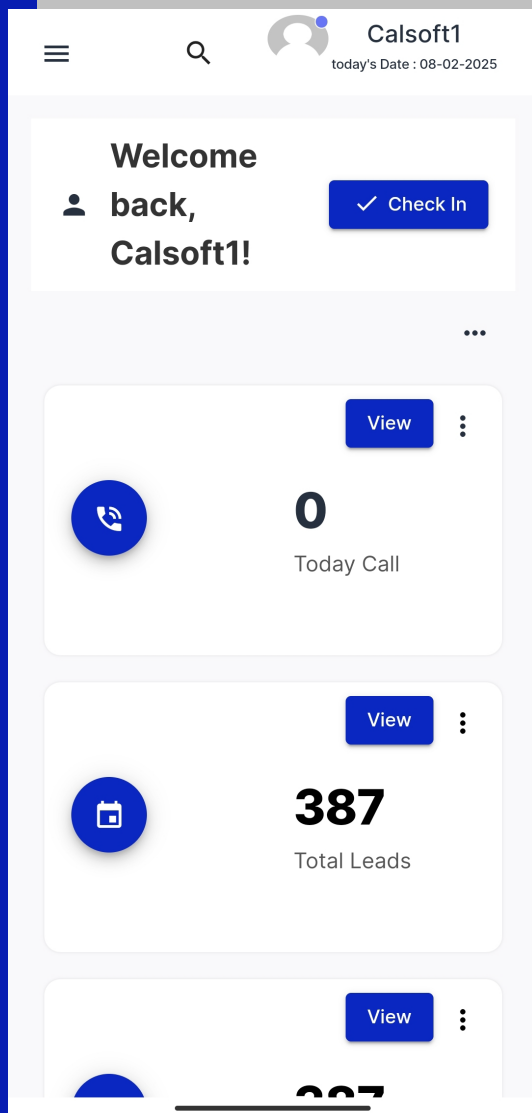 Calsoft1
today's Date : 08-02-2025
Welcome
back,
Calsoft1!
Check In
View
0
Today Call
View
387
Total Leads
View